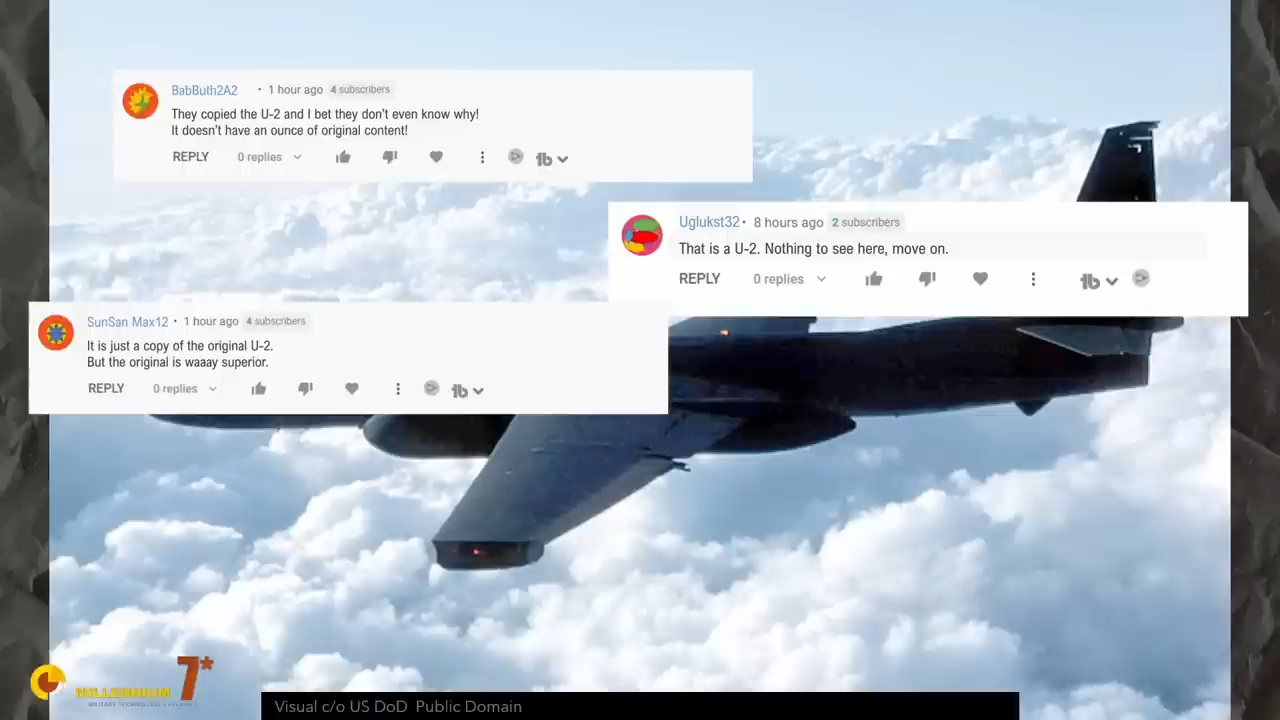 BabButh2A2 • 1 hour ago 4 subscribers
They copied the U-2 and I bet they don't even know why!
It doesn't have an ounce of original content!
REPLY 0 replies
Uglukst32 • 8 hours ago 2 subscribers
That is a U-2. Nothing to see here, move on.
REPLY 0 replies
SunSan Max12 • 1 hour ago 4 subscribers
It is just a copy of the original U-2.
But the original is waaay superior.
REPLY 0 replies
MILLENNIUM 7*
Visual c/o US DoD Public Domain